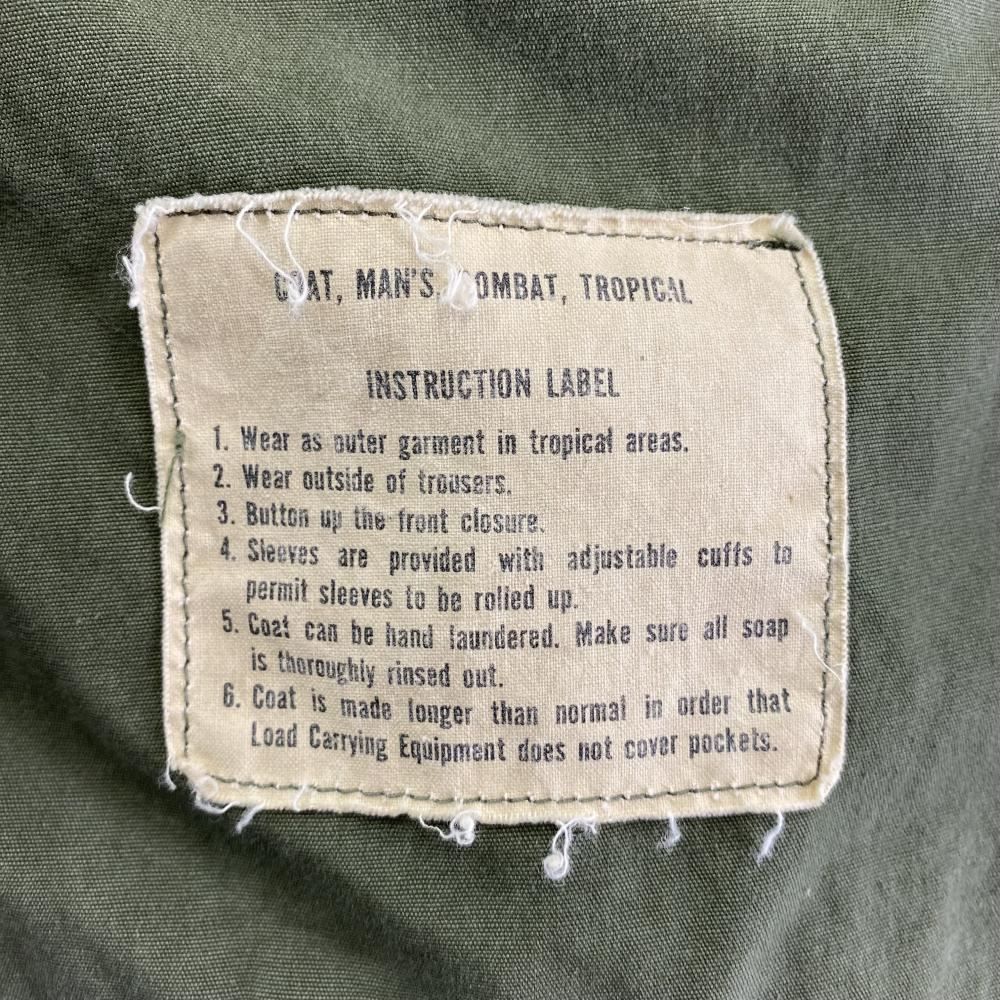 COAT, MAN'S, COMBAT, TROPICAL
INSTRUCTION LABEL
1. Wear as outer garment in tropical areas.
2. Wear outside of trousers.
3. Button up the front closure.
4. Sleeves are provided with adjustable cuffs to
permit sleeves to be rolled up.
5. Coat can be hand laundered. Make sure all soap
is thoroughly rinsed out.
6. Coat is made longer than normal in order that
Load Carrying Equipment does not cover pockets.